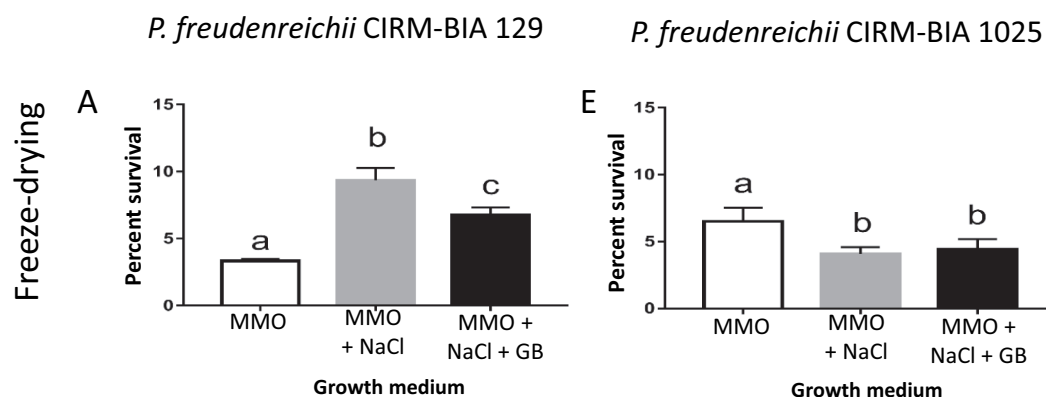 P. freudenreichii CIRM-BIA 129
P. freudenreichii CIRM-BIA 1025
Freeze-drying
A
Percent survival
15
10
5
0
a
b
c
MMO
MMO
+ NaCl
MMO +
NaCl + GB
Growth medium
E
Percent survival
15
10
5
0
a
b
b
MMO
MMO
+ NaCl
MMO +
NaCl + GB
Growth medium